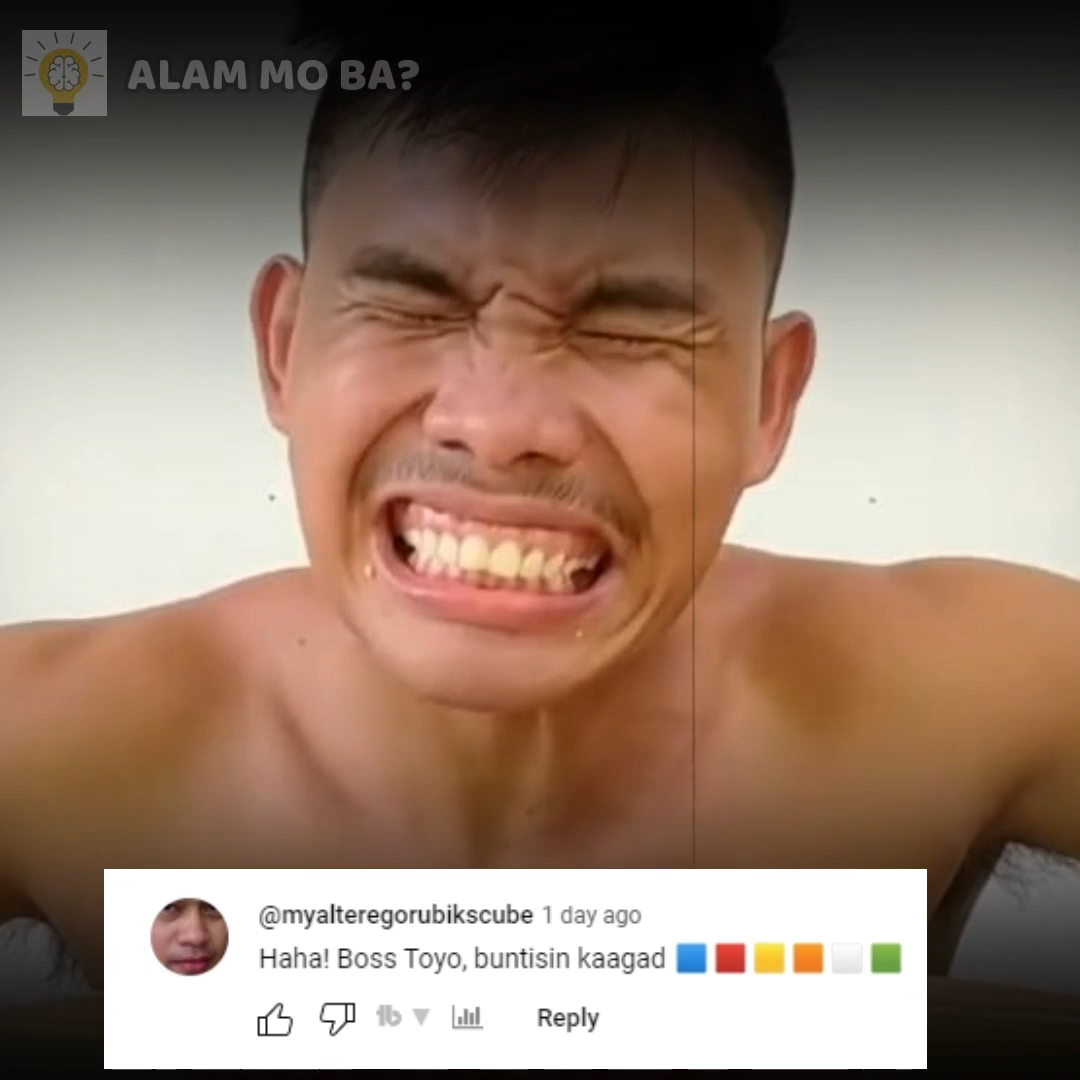 ALAM MO BA?
@myalteregorubikscube 1 day ago
Haha! Boss Toyo, buntisin kaagad 🟦🟥🟨🟧⬜🟩
Reply